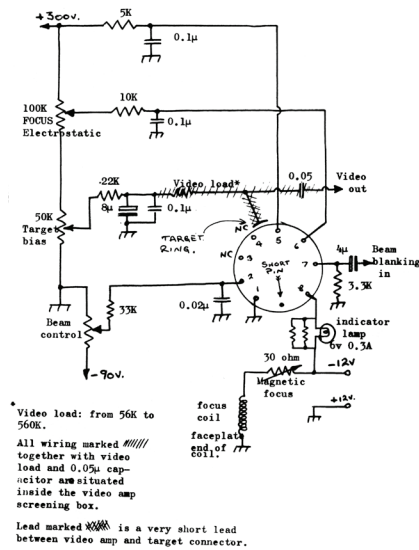 +300v.
5K
0.1µ
100K
FOCUS
Electrostatic
10K
0.1µ
Video load*
0.05
Video
out
.22K
8µ
0.1µ
50K
Target
bias
TARGET
RING.
NC
NC
SHORT
PIN
1
2
3
4
5
6
7
8
4µ
Beam
blanking
in
3.3K
0.02µ
33K
Beam
control
-90v.
indicator
lamp
6v 0.3A
30 ohm
Magnetic
focus
-12V
+12V.
focus
coil
faceplate
end of
coil.
* Video load: from 56K to
560K.
All wiring marked
together with video
load and 0.05µ cap-
acitor are situated
inside the video amp
screening box.
Lead marked is a very short lead
between video amp and target connector.